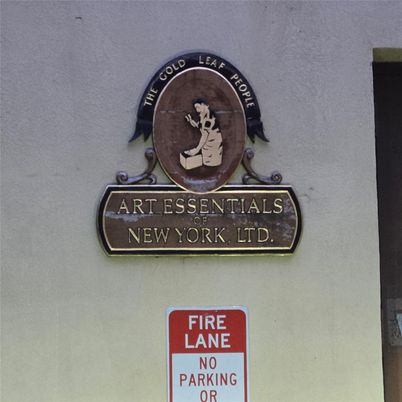 THE GOLD LEAF PEOPLE
ART ESSENTIALS
OF
NEW YORK, LTD.
FIRE
LANE
NO
PARKING
OR